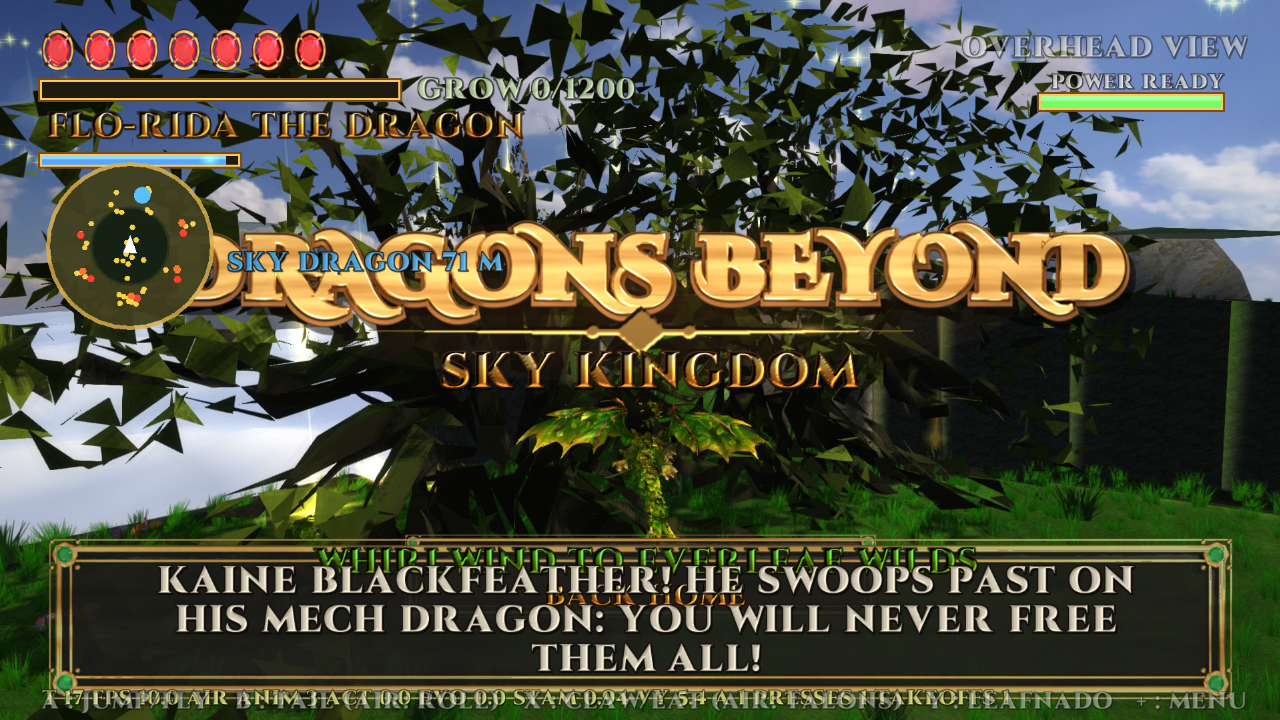 OVERHEAD VIEW
POWER READY
GROW 0/1200
FLO-RIDA THE DRAGON
DRAGONS BEYOND
SKY DRAGON 71 M
SKY KINGDOM
WHIRLWIND TO EVERLEAF WILDS
KAINE BLACKFEATHER! HE SWOOPS PAST ON
BACK HOME
HIS MECH DRAGON: YOU WILL NEVER FREE
THEM ALL!
LEAFNADO + : MENU